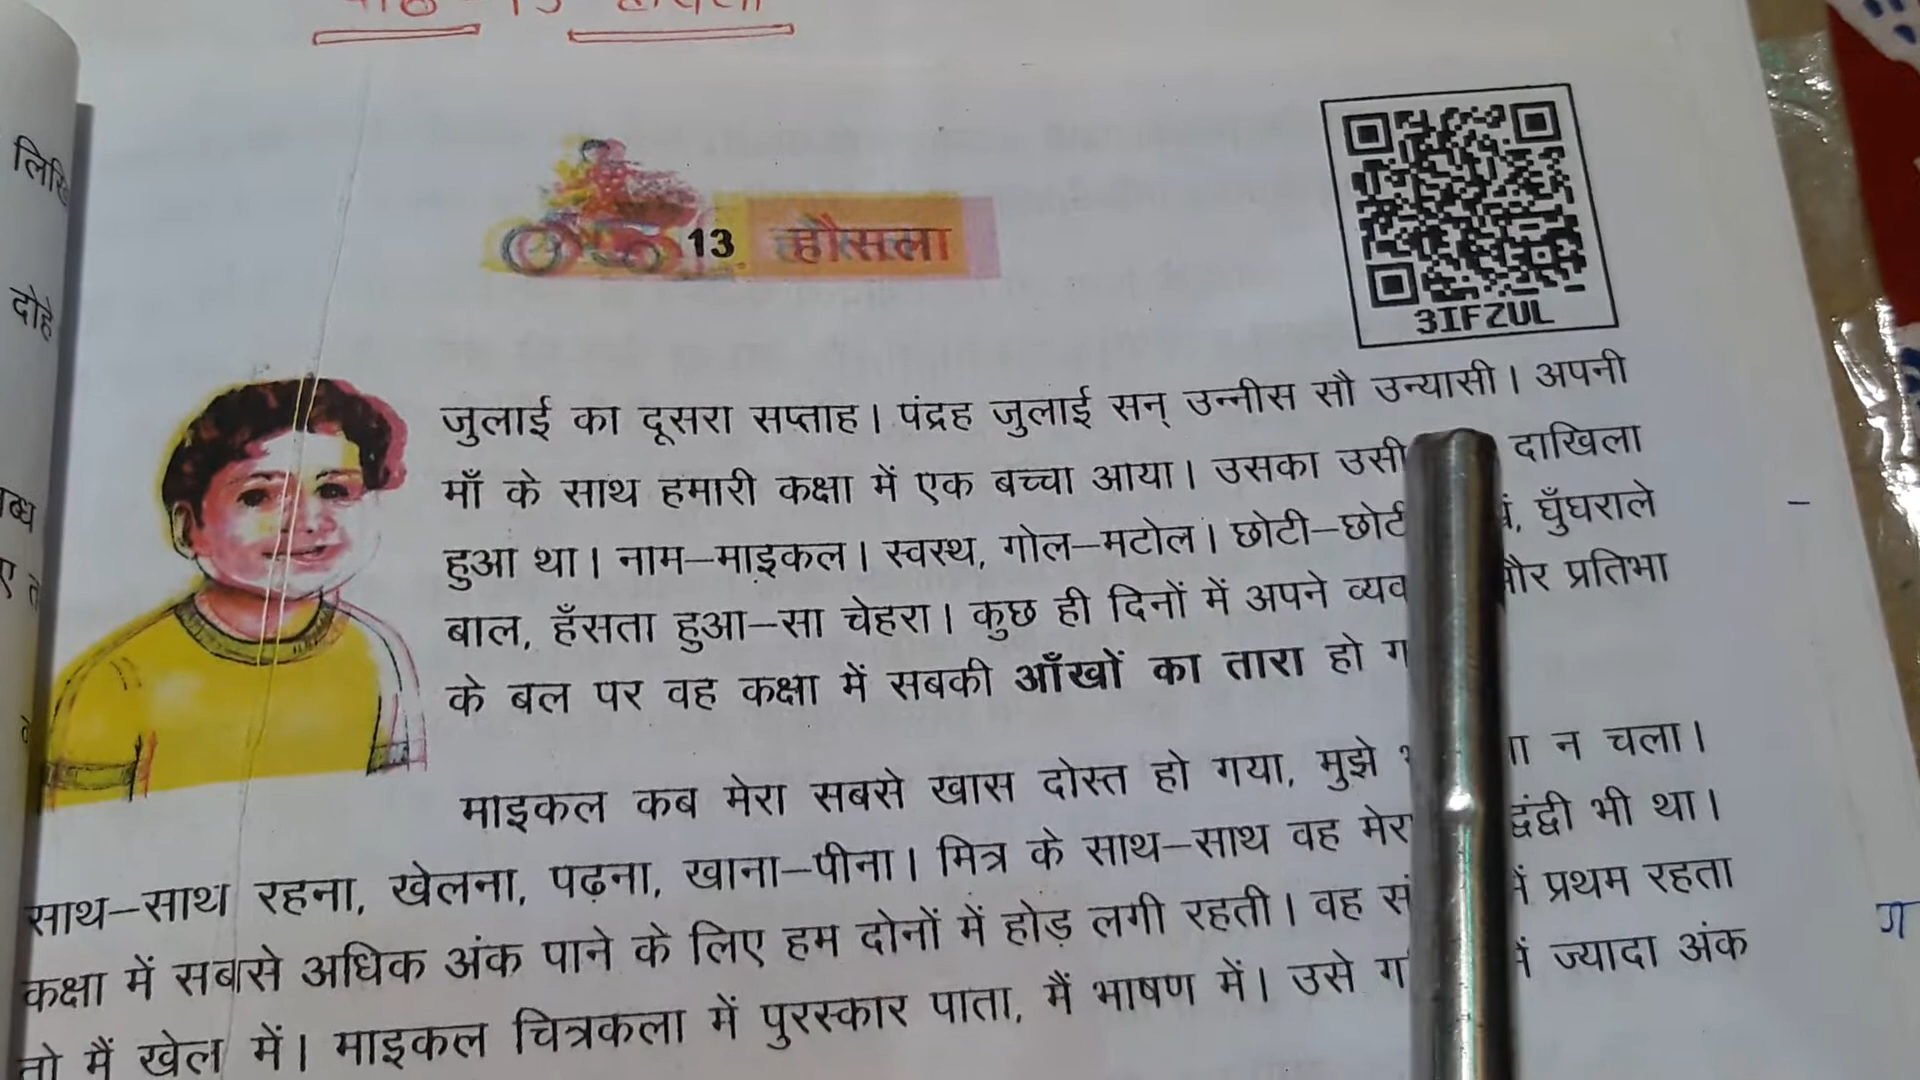 13 हौसला
3IFZUL
जुलाई का दूसरा सप्ताह। पंद्रह जुलाई सन् उन्नीस सौ उन्यासी। अपनी
माँ के साथ हमारी कक्षा में एक बच्चा आया। उसका उसी दाखिला
हुआ था। नाम–माइकल। स्वस्थ, गोल–मटोल। छोटी–छोटी घुँघराले
बाल, हँसता हुआ–सा चेहरा। कुछ ही दिनों में अपने और प्रतिभा
के बल पर वह कक्षा में सबकी आँखों का तारा हो
माइकल कब मेरा सबसे खास दोस्त हो गया, मुझे न चला।
साथ–साथ रहना, खेलना, पढ़ना, खाना–पीना। मित्र के साथ–साथ वह भी था।
कक्षा में सबसे अधिक अंक पाने के लिए हम दोनों में होड़ लगी रहती। वह में प्रथम रहता
तो मैं खेल में। माइकल चित्रकला में पुरस्कार पाता, मैं भाषण में। उसे में ज्यादा अंक
दोहे
ग